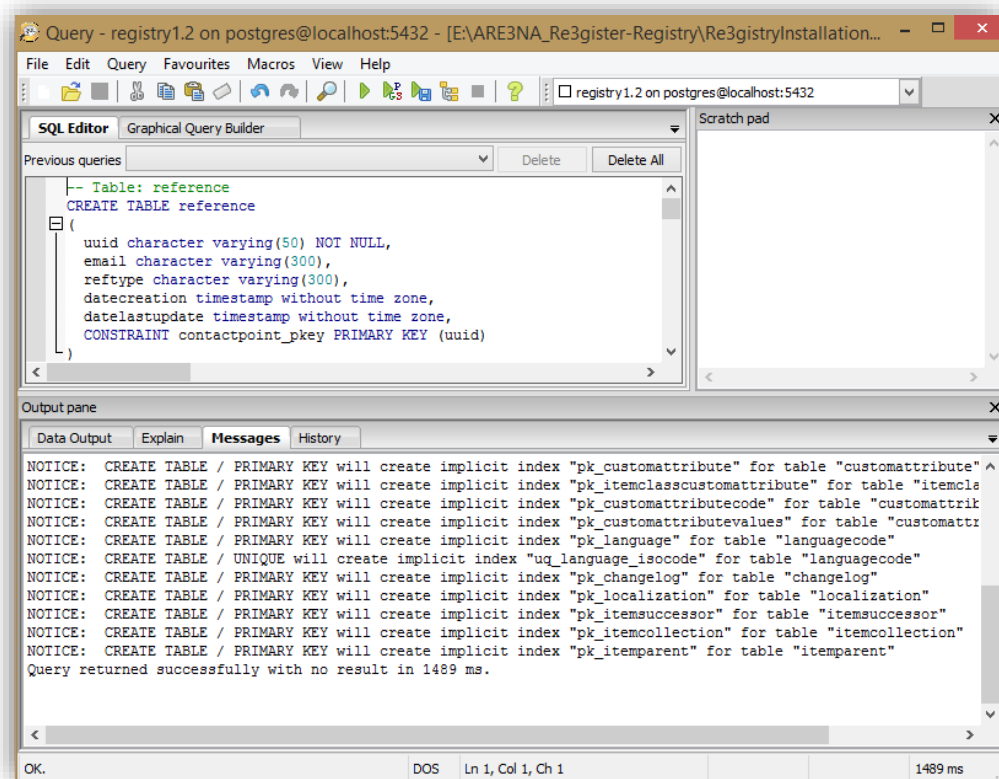 Query - registry1.2 on postgres@localhost:5432 - [E:\ARE3NA_Re3gister-Registry\Re3gistryInstallation...
File Edit Query Favourites Macros View Help
registry1.2 on postgres@localhost:5432
SQL Editor Graphical Query Builder
Scratch pad
Previous queries Delete Delete All
-- Table: reference
CREATE TABLE reference
(
uuid character varying(50) NOT NULL,
email character varying(300),
reftype character varying(300),
datecreation timestamp without time zone,
datelastupdate timestamp without time zone,
CONSTRAINT contactpoint_pkey PRIMARY KEY (uuid)
)
Output pane
Data Output Explain Messages History
NOTICE: CREATE TABLE / PRIMARY KEY will create implicit index "pk_customattribute" for table "customattribute"
NOTICE: CREATE TABLE / PRIMARY KEY will create implicit index "pk_itemclasscustomattribute" for table "itemcla
NOTICE: CREATE TABLE / PRIMARY KEY will create implicit index "pk_customattributecode" for table "customattrib
NOTICE: CREATE TABLE / PRIMARY KEY will create implicit index "pk_customattributevalues" for table "customattr
NOTICE: CREATE TABLE / PRIMARY KEY will create implicit index "pk_language" for table "languagecode"
NOTICE: CREATE TABLE / UNIQUE will create implicit index "uq_language_isocode" for table "languagecode"
NOTICE: CREATE TABLE / PRIMARY KEY will create implicit index "pk_changelog" for table "changelog"
NOTICE: CREATE TABLE / PRIMARY KEY will create implicit index "pk_localization" for table "localization"
NOTICE: CREATE TABLE / PRIMARY KEY will create implicit index "pk_itemsuccessor" for table "itemsuccessor"
NOTICE: CREATE TABLE / PRIMARY KEY will create implicit index "pk_itemcollection" for table "itemcollection"
NOTICE: CREATE TABLE / PRIMARY KEY will create implicit index "pk_itemparent" for table "itemparent"
Query returned successfully with no result in 1489 ms.
OK. DOS Ln 1, Col 1, Ch 1 1489 ms